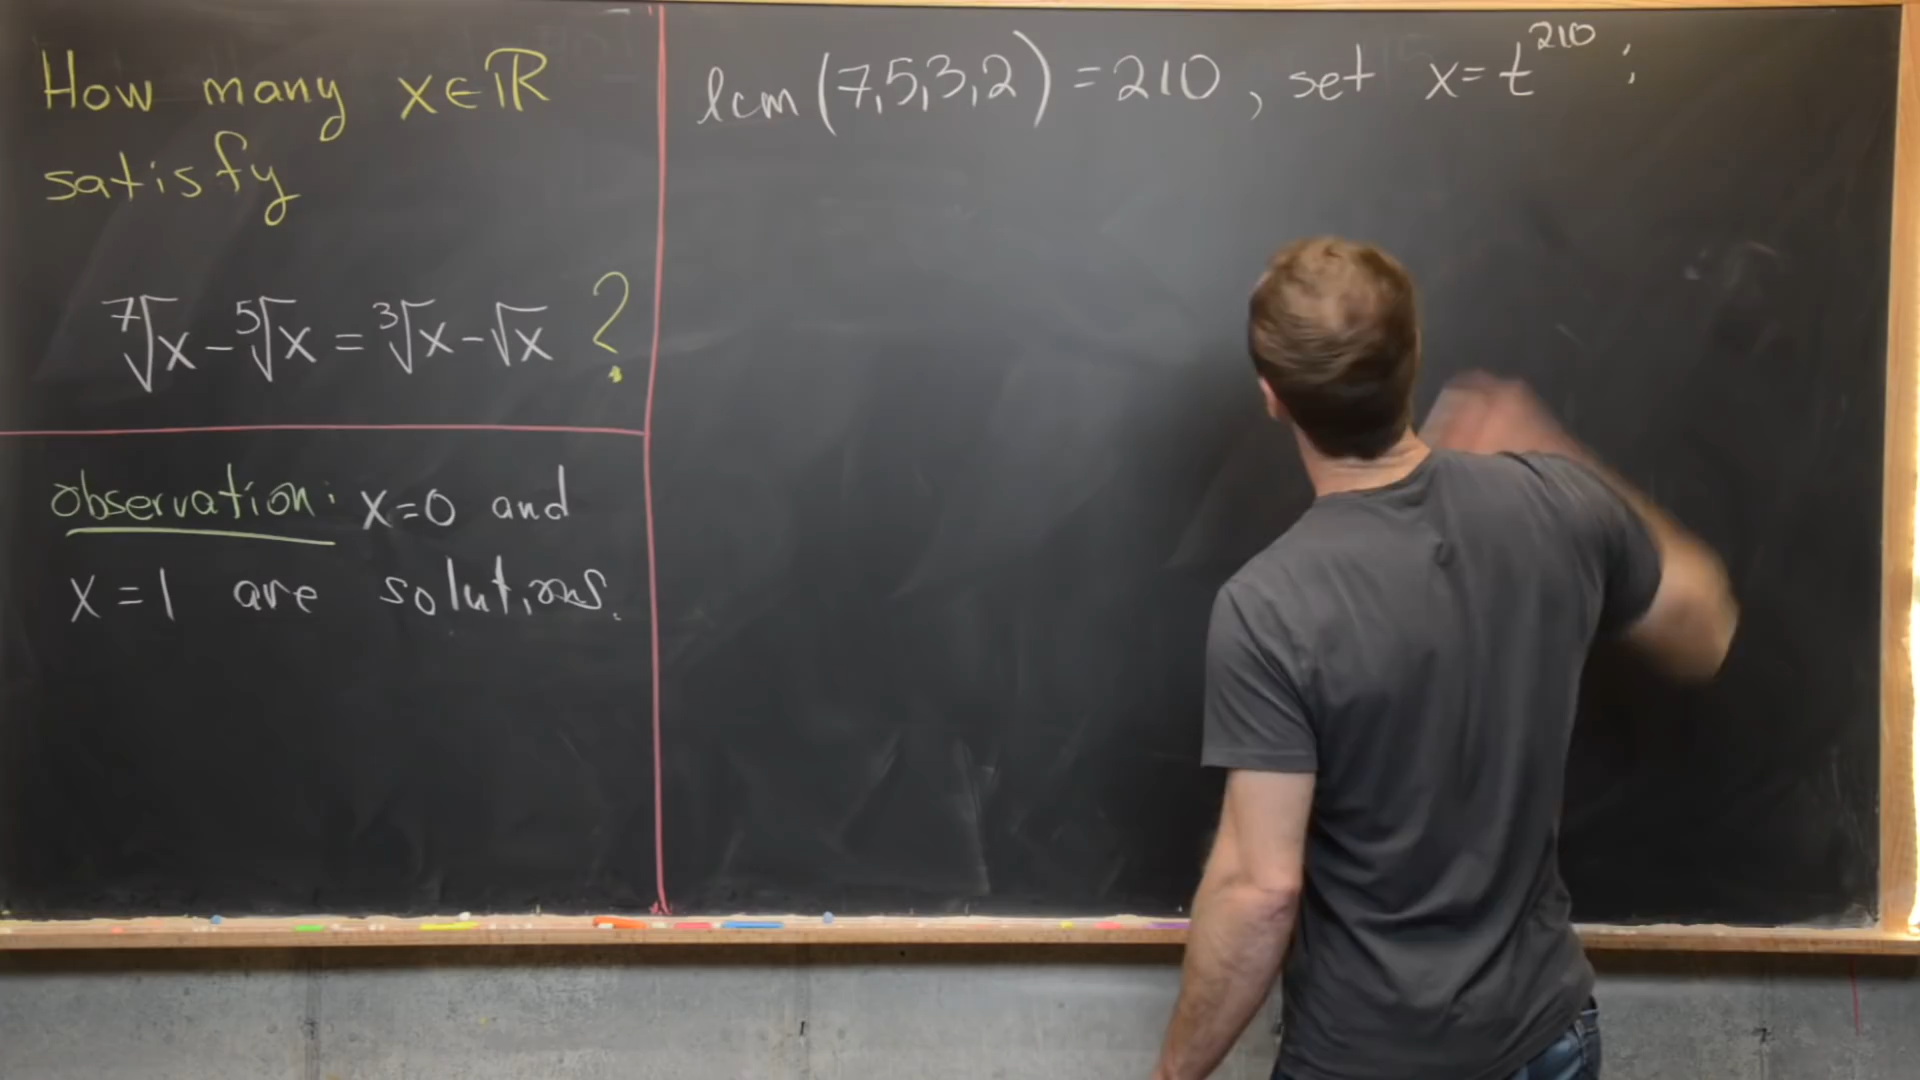 How many x∈ℝ
satisfy
⁷√x - ⁵√x = ³√x - √x ?
observation: x=0 and
x=1 are solutions.
lcm(7,5,3,2) = 210, set x=t²¹⁰ ;